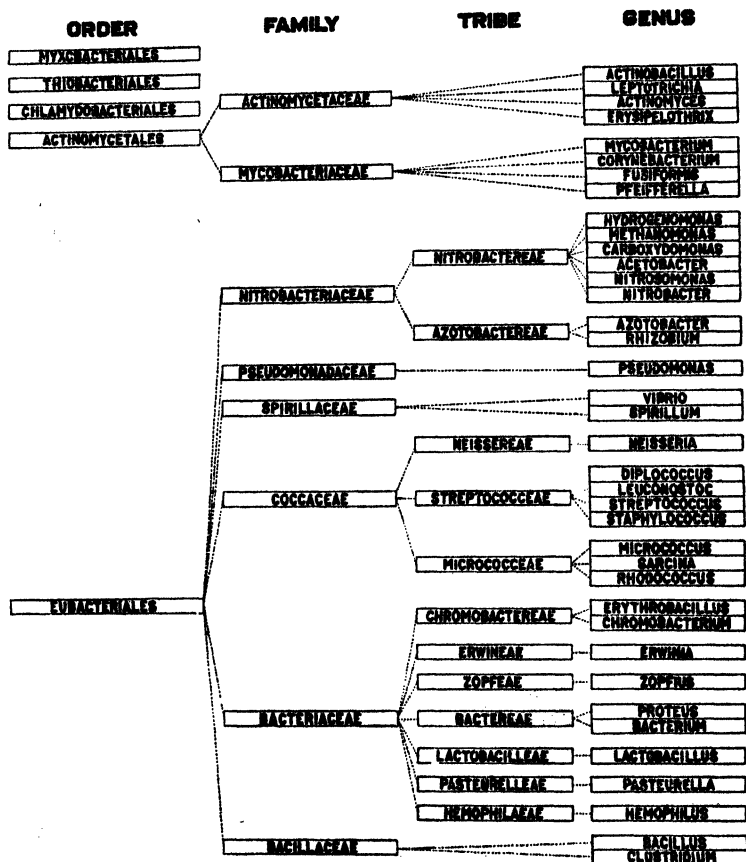 ORDER
FAMILY
TRIBE
GENUS
MYXOBACTERIALES
THIOBACTERIALES
CHLAMYDOBACTERIALES
ACTINOMYCETALES
ACTINOMYCETACEAE
ACTINOBACILLUS
LEPTOTRICHIA
ACTINOMYCES
ERYSIPELOTHRIX
MYCOBACTERIACEAE
MYCOBACTERIUM
CORYNEBACTERIUM
FUSIFORMIS
PFEIFFERELLA
EUBACTERIALES
NITROBACTERIACEAE
NITROBACTEREAE
HYDROGENOMONAS
METHANOMONAS
CARBOXYDOMONAS
ACETOBACTER
NITROSOMONAS
NITROBACTER
AZOTOBACTEREAE
AZOTOBACTER
RHIZOBIUM
PSEUDOMONADACEAE
PSEUDOMONAS
SPIRILLACEAE
VIBRIO
SPIRILLUM
COCCACEAE
NEISSEREAE
NEISSERIA
STREPTOCOCCEAE
DIPLOCOCCUS
LEUCONOSTOC
STREPTOCOCCUS
STAPHYLOCOCCUS
MICROCOCCEAE
MICROCOCCUS
SARCINA
RHODOCOCCUS
BACTERIACEAE
CHROMOBACTEREAE
ERYTHROBACILLUS
CHROMOBACTERIUM
ERWINEAE
ERWINIA
ZOPFEAE
ZOPFIUS
BACTEREAE
PROTEUS
BACTERIUM
LACTOBACILLEAE
LACTOBACILLUS
PASTEURELLEAE
PASTEURELLA
HEMOPHILAEAE
HEMOPHILUS
BACILLACEAE
BACILLUS
CLOSTRIDIUM